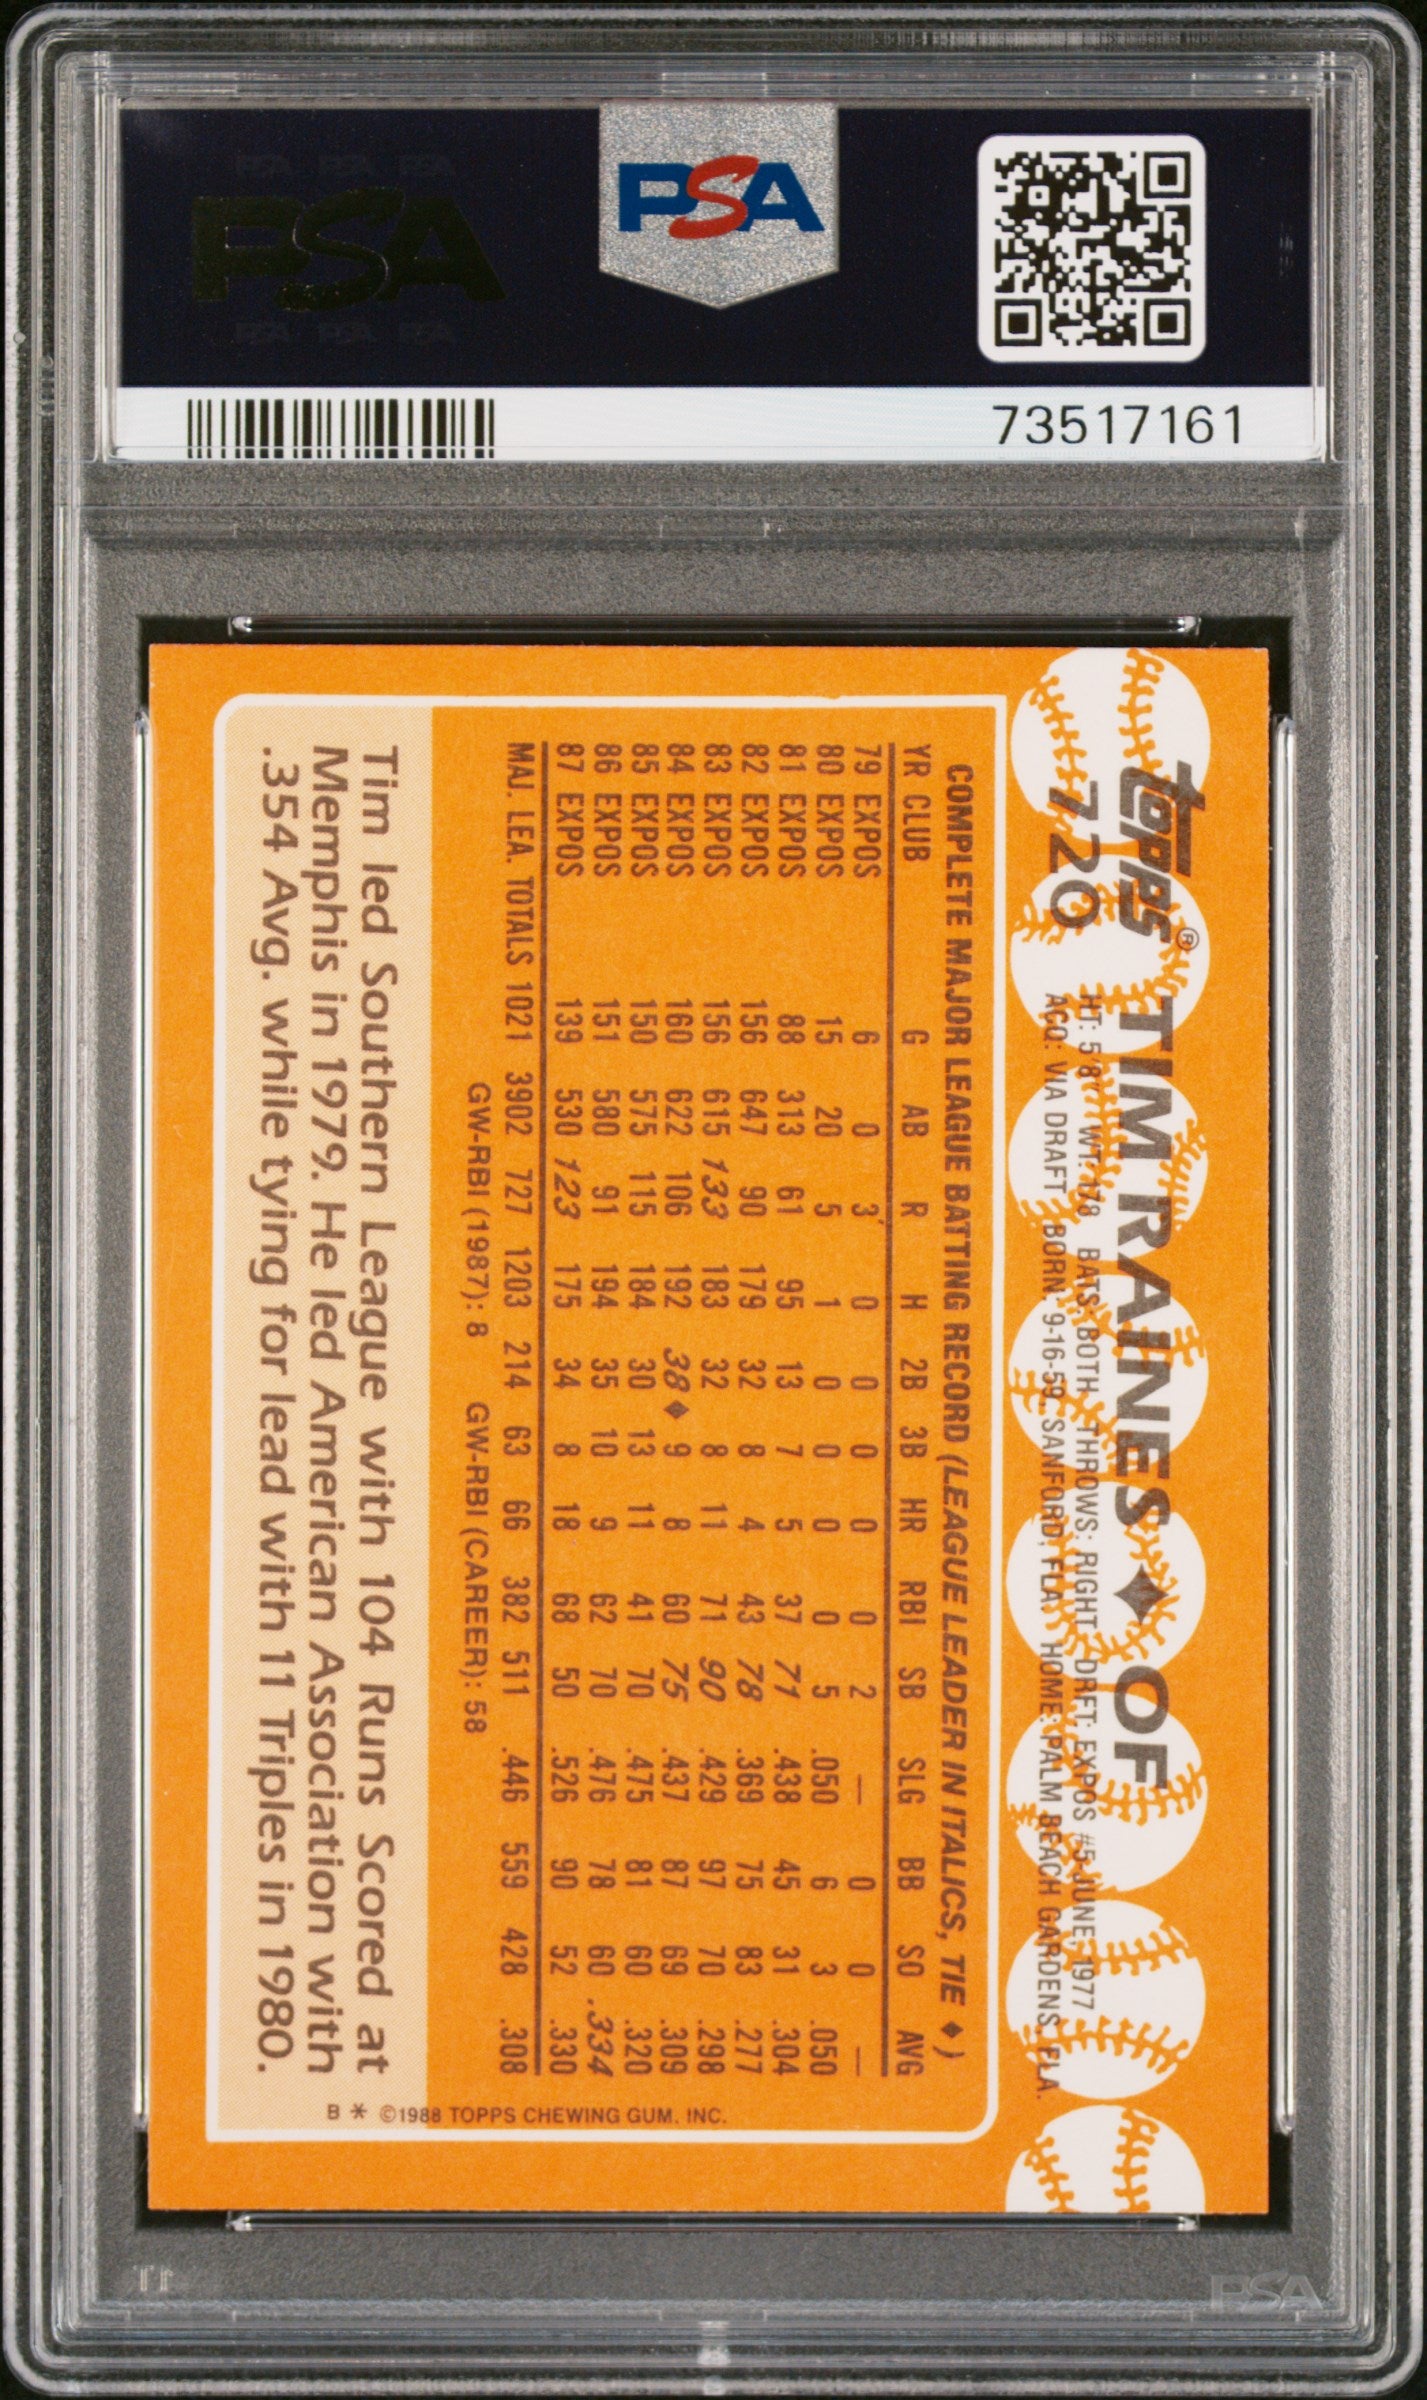 PSA PSA PSA
PSA
PSA PSA PSA
PSA
73517161
topps®
720
TIM RAINES ♦ OF
HT: 5'8" WT: 178 BATS: BOTH THROWS: RIGHT DRFT: EXPOS #5-JUNE, 1977
ACQ: VIA DRAFT BORN: 9-16-59, SANFORD, FLA. HOME: PALM BEACH GARDENS, FLA.
COMPLETE MAJOR LEAGUE BATTING RECORD (LEAGUE LEADER IN ITALICS, TIE ♦)
YR CLUB G AB R H 2B 3B HR RBI SB SLG BB SO AVG
79 EXPOS 6 0 3 0 0 0 0 0 2 — 0 0 —
80 EXPOS 15 20 5 1 0 0 0 0 5 .050 6 3 .050
81 EXPOS 88 313 61 95 13 7 5 37 71 .438 45 31 .304
82 EXPOS 156 647 90 179 32 8 4 43 78 .369 75 83 .277
83 EXPOS 156 615 133 183 32 8 11 71 90 .429 97 70 .298
84 EXPOS 160 622 106 192 38♦ 9 8 60 75 .437 87 69 .309
85 EXPOS 150 575 115 184 30 13 11 41 70 .475 81 60 .320
86 EXPOS 151 580 91 194 35 10 9 62 70 .476 78 60 .334
87 EXPOS 139 530 123 175 34 8 18 68 50 .526 90 52 .330
MAJ. LEA. TOTALS 1021 3902 727 1203 214 63 66 382 511 .446 559 428 .308
GW-RBI (1987): 8 GW-RBI (CAREER): 58
Tim led Southern League with 104 Runs Scored at
Memphis in 1979. He led American Association with
.354 Avg. while tying for lead with 11 Triples in 1980.
B * ©1988 TOPPS CHEWING GUM, INC.
PSA